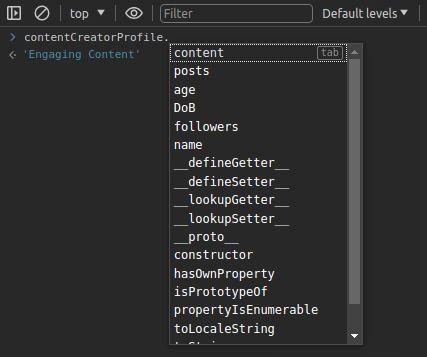 top Filter Default levels
contentCreatorProfile.
'Engaging Content'
content tab
posts
age
DoB
followers
name
__defineGetter__
__defineSetter__
__lookupGetter__
__lookupSetter__
__proto__
constructor
hasOwnProperty
isPrototypeOf
propertyIsEnumerable
toLocaleString